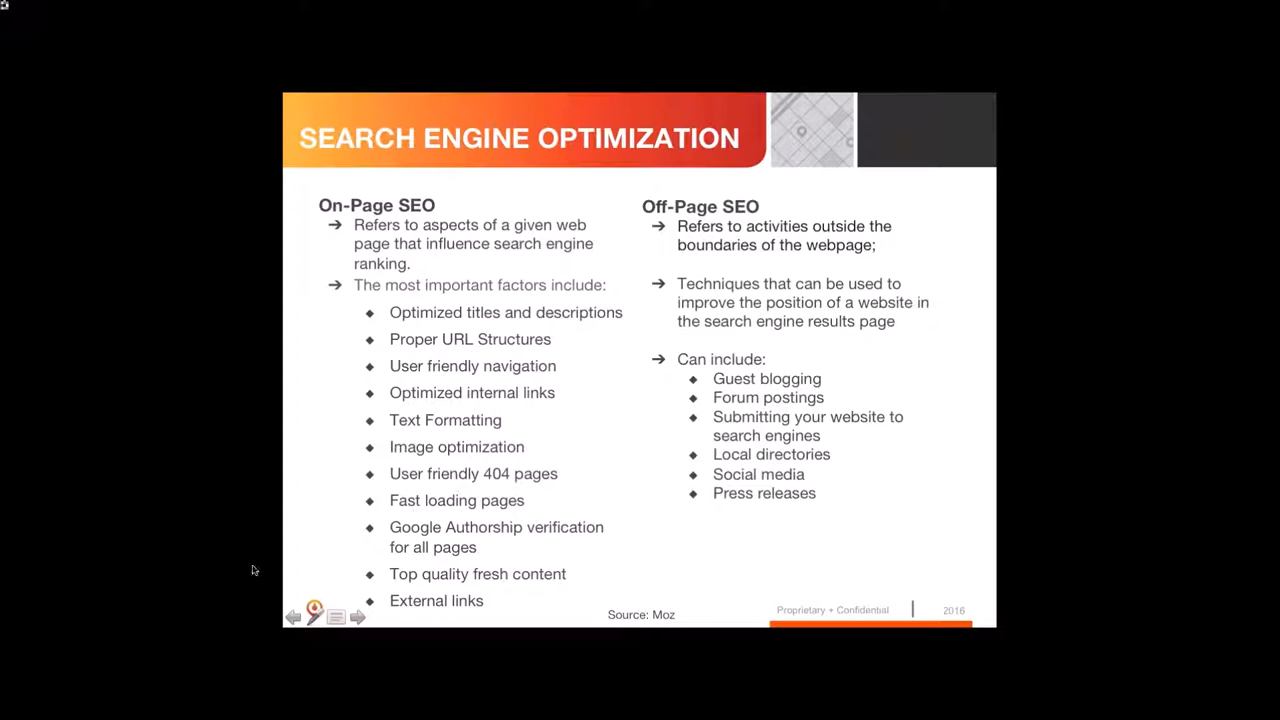 SEARCH ENGINE OPTIMIZATION
On-Page SEO
➔ Refers to aspects of a given web
page that influence search engine
ranking.
➔ The most important factors include:
◆ Optimized titles and descriptions
◆ Proper URL Structures
◆ User friendly navigation
◆ Optimized internal links
◆ Text Formatting
◆ Image optimization
◆ User friendly 404 pages
◆ Fast loading pages
◆ Google Authorship verification
for all pages
◆ Top quality fresh content
◆ External links
Off-Page SEO
➔ Refers to activities outside the
boundaries of the webpage;
➔ Techniques that can be used to
improve the position of a website in
the search engine results page
➔ Can include:
◆ Guest blogging
◆ Forum postings
◆ Submitting your website to
search engines
◆ Local directories
◆ Social media
◆ Press releases
Source: Moz
Proprietary + Confidential
2016